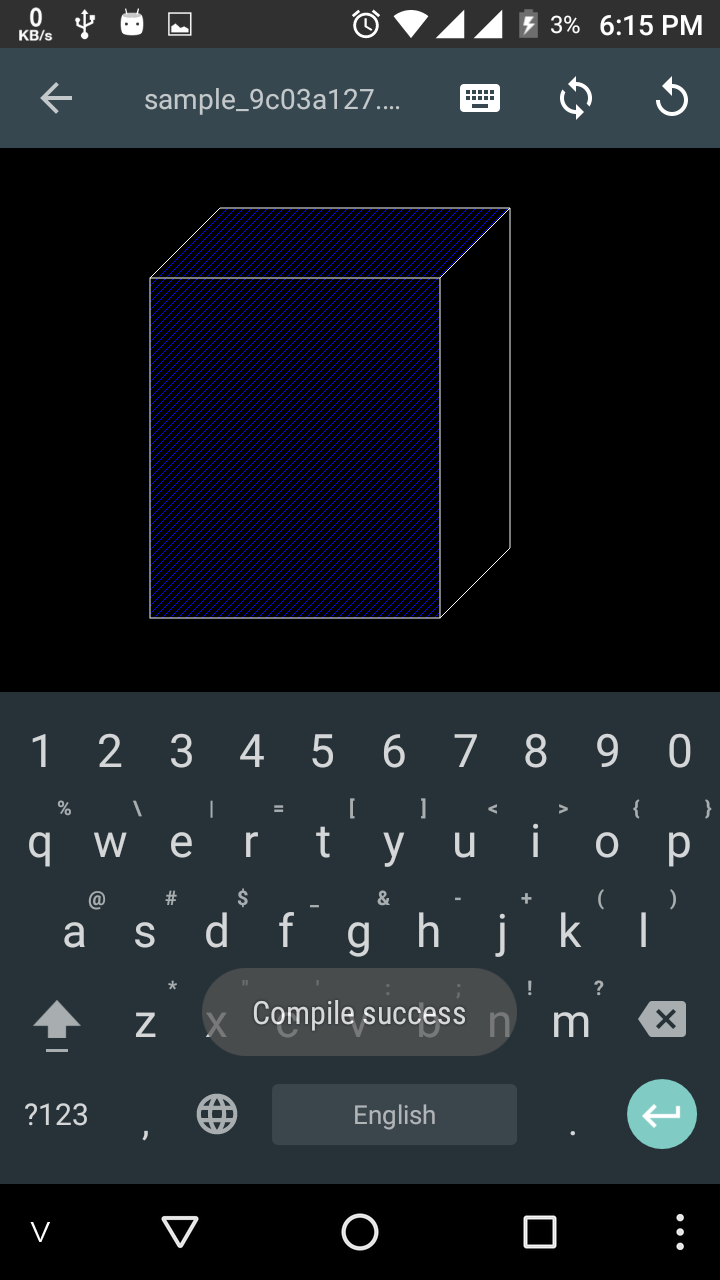 0 3% 6:15 PM
KB/s
sample_9c03a127....
1 2 3 4 5 6 7 8 9 0
% \ | = [ ] < > { }
q w e r t y u i o p
@ # $ _ & - + ( )
a s d f g h j k l
* " ' : ; ! ?
z x c v b n m
Compile success
?123 , English .